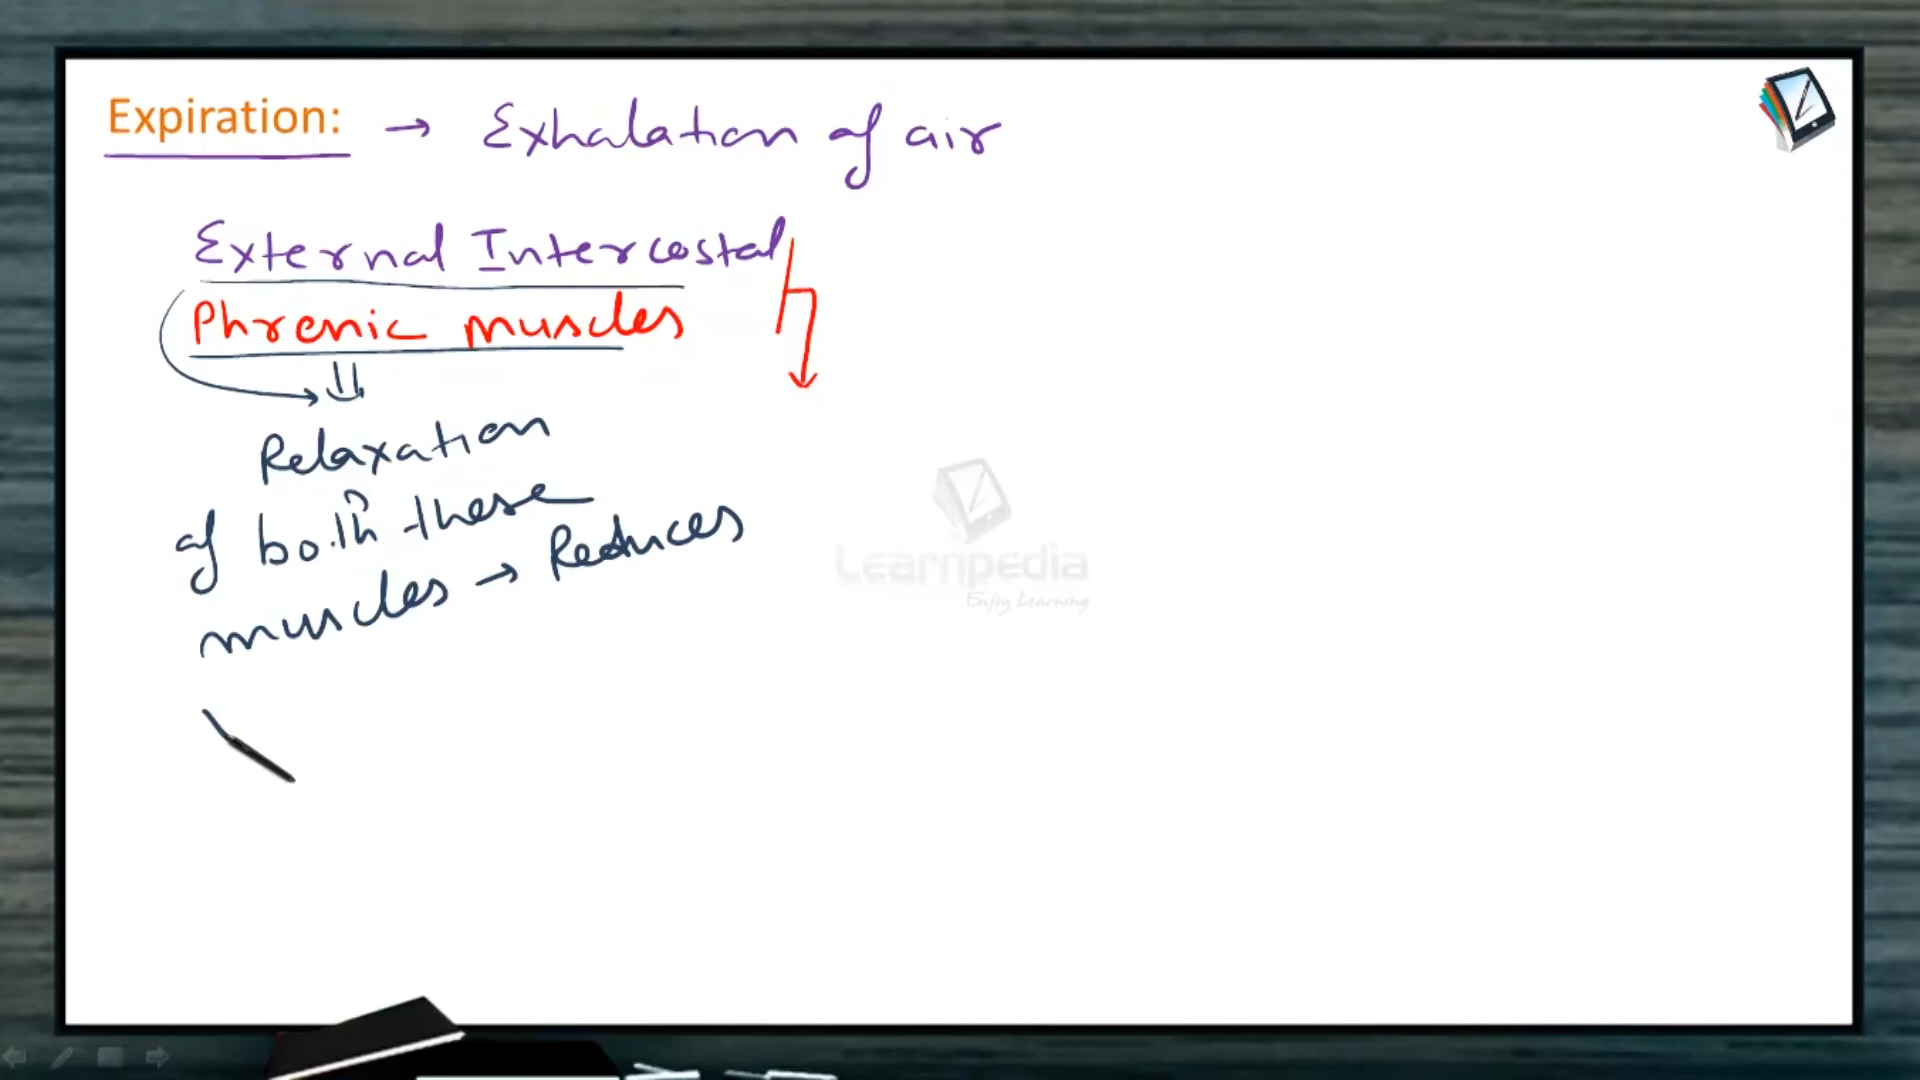 Expiration: → Exhalation of air
External Intercostal
Phrenic muscles
Relaxation
of both these
muscles → Reduces
Learnpedia
Enjoy Learning